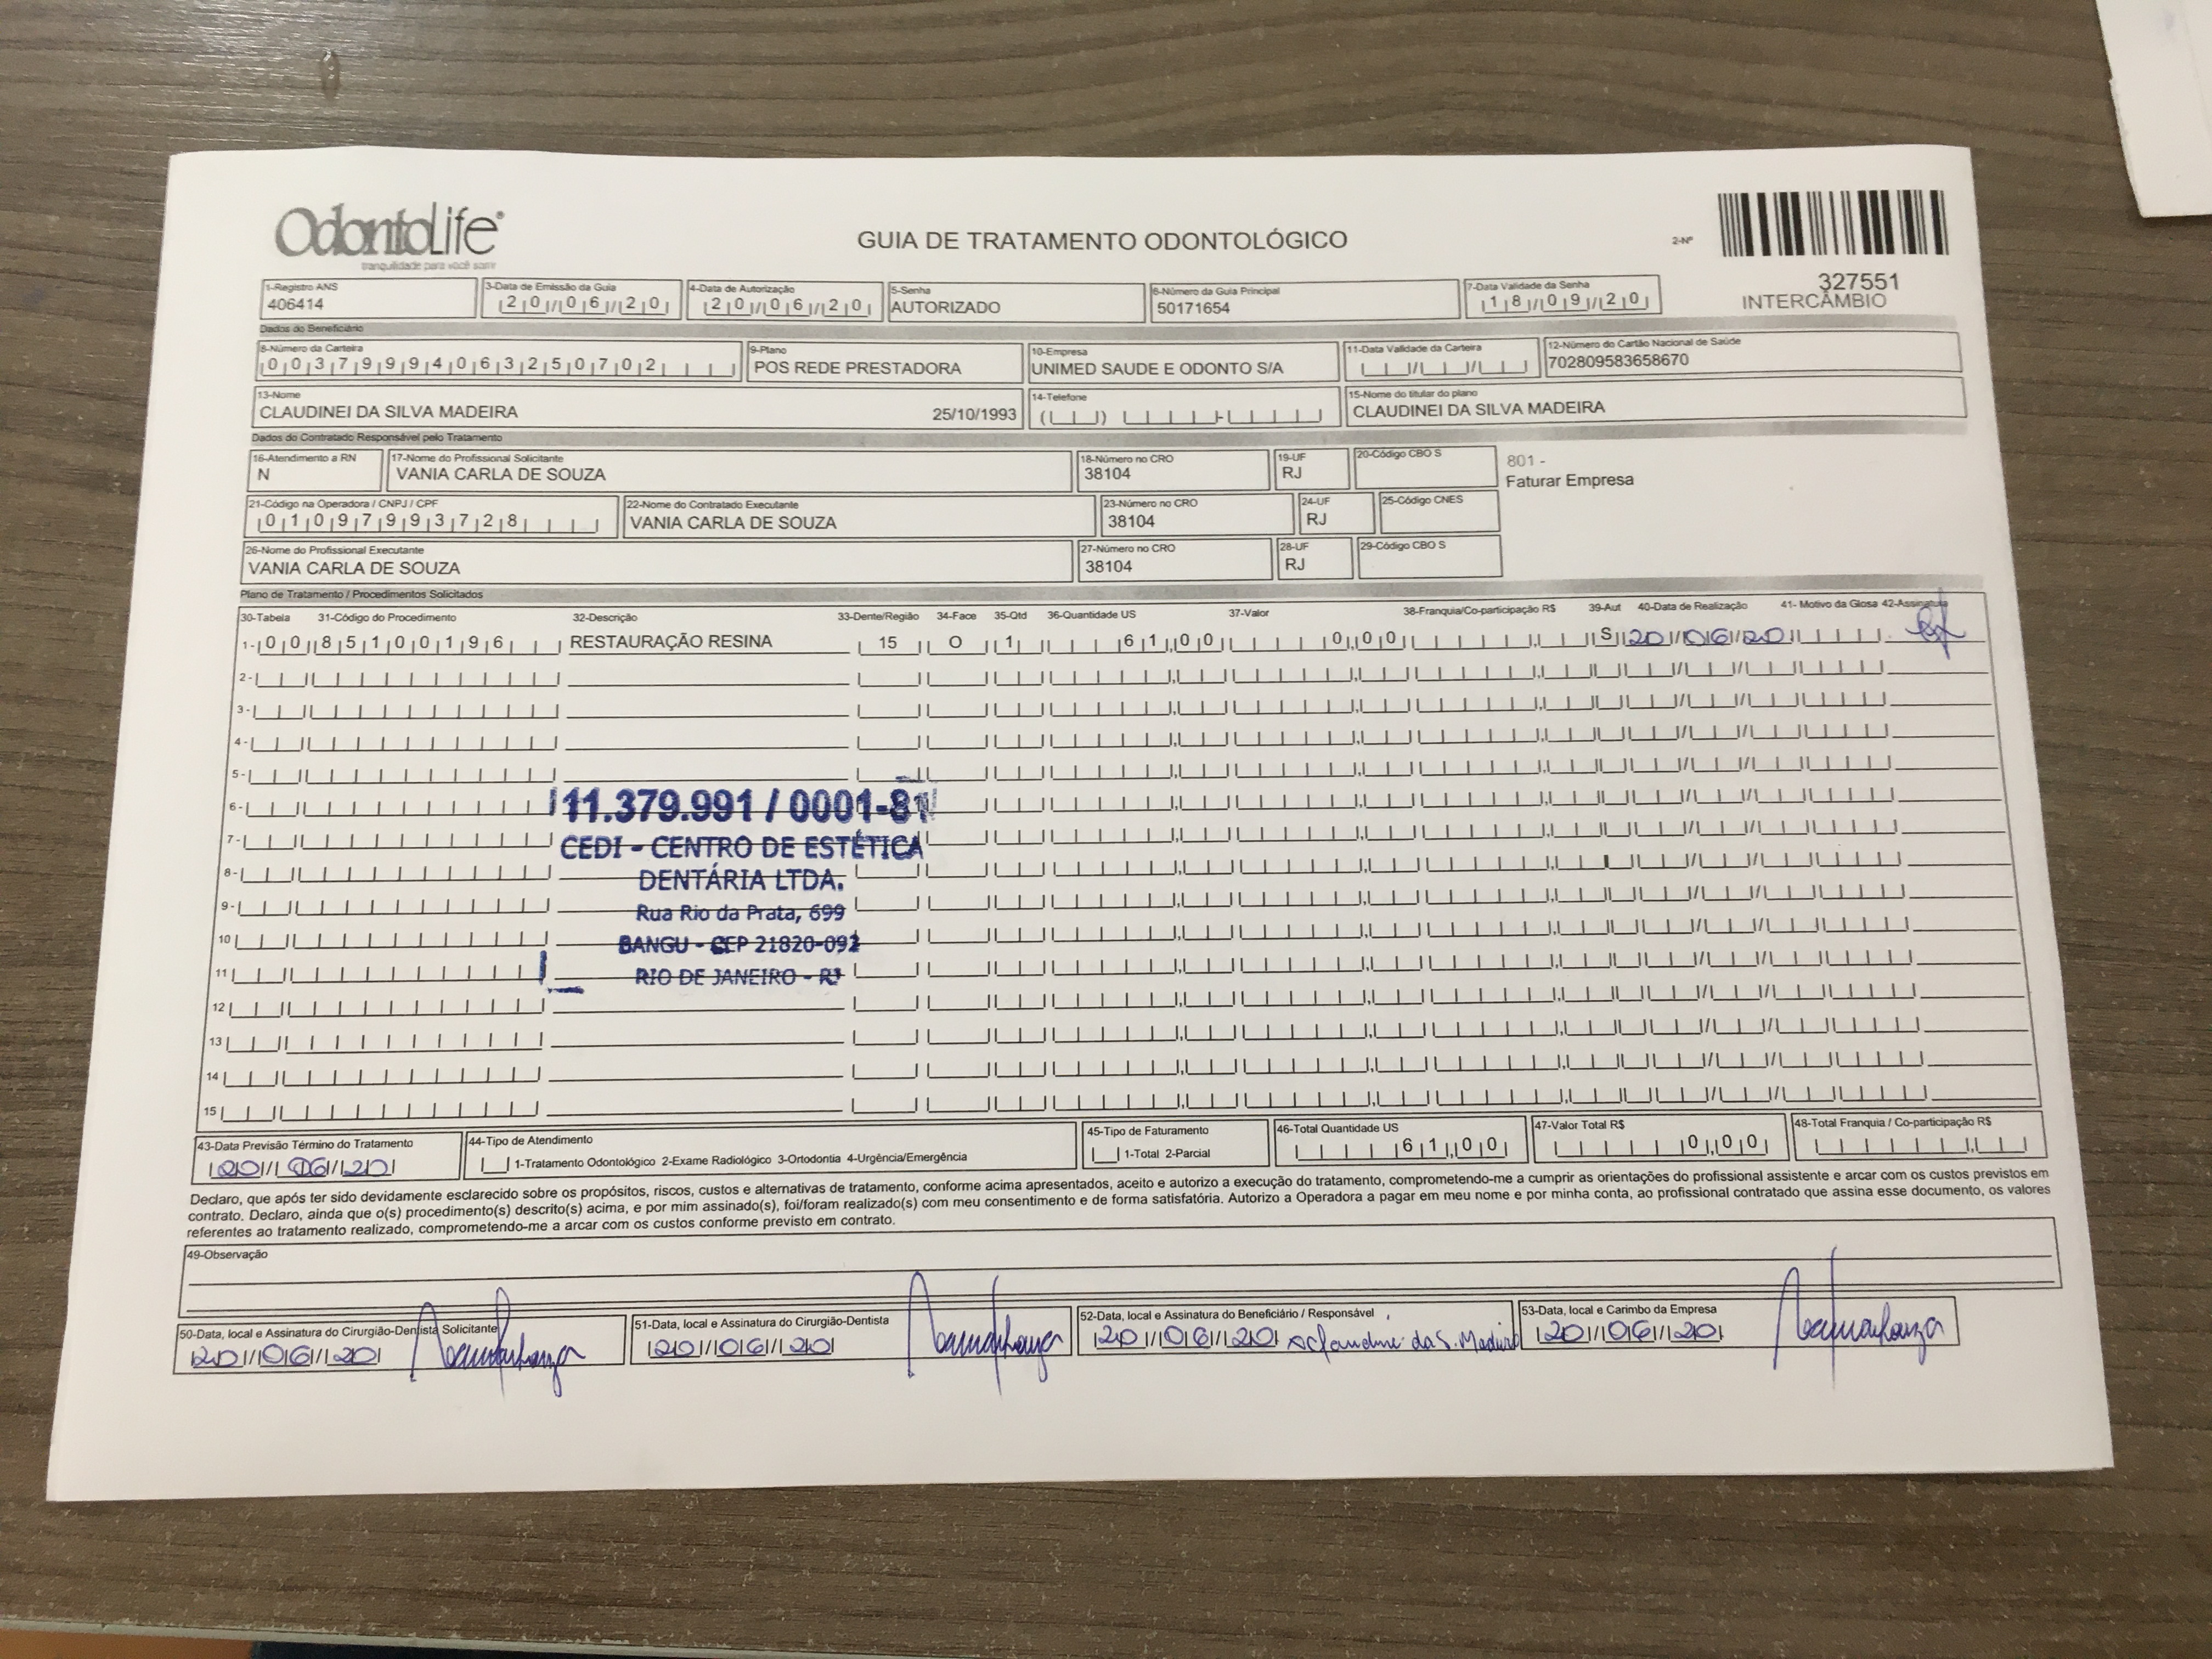 OdontoLife®
tranquilidade para você sorrir
GUIA DE TRATAMENTO ODONTOLÓGICO
2-Nº
327551
INTERCÂMBIO
1-Registro ANS
406414
3-Data de Emissão da Guia
20/06/20
4-Data de Autorização
20/06/20
5-Senha
AUTORIZADO
6-Número da Guia Principal
50171654
7-Data Validade da Senha
18/09/20
Dados do Beneficiário
8-Número da Carteira
00379994063250702
9-Plano
POS REDE PRESTADORA
10-Empresa
UNIMED SAUDE E ODONTO S/A
11-Data Validade da Carteira
12-Número do Cartão Nacional de Saúde
702809583658670
13-Nome
CLAUDINEI DA SILVA MADEIRA 25/10/1993
14-Telefone
15-Nome do titular do plano
CLAUDINEI DA SILVA MADEIRA
Dados do Contratado Responsável pelo Tratamento
16-Atendimento a RN
N
17-Nome do Profissional Solicitante
VANIA CARLA DE SOUZA
18-Número no CRO
38104
19-UF
RJ
20-Código CBO S
801 -
Faturar Empresa
21-Código na Operadora / CNPJ / CPF
01097993728
22-Nome do Contratado Executante
VANIA CARLA DE SOUZA
23-Número no CRO
38104
24-UF
RJ
25-Código CNES
26-Nome do Profissional Executante
VANIA CARLA DE SOUZA
27-Número no CRO
38104
28-UF
RJ
29-Código CBO S
Plano de Tratamento / Procedimentos Solicitados
30-Tabela 31-Código do Procedimento 32-Descrição 33-Dente/Região 34-Face 35-Qtd 36-Quantidade US 37-Valor 38-Franquia/Co-participação R$ 39-Aut 40-Data de Realização 41- Motivo da Glosa 42-Assinatura
1- 00 85100196 RESTAURAÇÃO RESINA 15 O 1 61,00 0,00 S 20/06/20
2-
3-
4-
5-
6-
7-
8-
9-
10
11
12
13
14
15
11.379.991 / 0001-81
CEDI - CENTRO DE ESTÉTICA
DENTÁRIA LTDA.
Rua Rio da Prata, 699
BANGU - CEP 21820-092
RIO DE JANEIRO - RJ
43-Data Previsão Término do Tratamento
20/06/20
44-Tipo de Atendimento
1-Tratamento Odontológico 2-Exame Radiológico 3-Ortodontia 4-Urgência/Emergência
45-Tipo de Faturamento
1-Total 2-Parcial
46-Total Quantidade US
61,00
47-Valor Total R$
0,00
48-Total Franquia / Co-participação R$
Declaro, que após ter sido devidamente esclarecido sobre os propósitos, riscos, custos e alternativas de tratamento, conforme acima apresentados, aceito e autorizo a execução do tratamento, comprometendo-me a cumprir as orientações do profissional assistente e arcar com os custos previstos em
contrato. Declaro, ainda que o(s) procedimento(s) descrito(s) acima, e por mim assinado(s), foi/foram realizado(s) com meu consentimento e de forma satisfatória. Autorizo a Operadora a pagar em meu nome e por minha conta, ao profissional contratado que assina esse documento, os valores
referentes ao tratamento realizado, comprometendo-me a arcar com os custos conforme previsto em contrato.
49-Observação
50-Data, local e Assinatura do Cirurgião-Dentista Solicitante
20/06/20
51-Data, local e Assinatura do Cirurgião-Dentista
20/06/20
52-Data, local e Assinatura do Beneficiário / Responsável
20/06/20
53-Data, local e Carimbo da Empresa
20/06/20